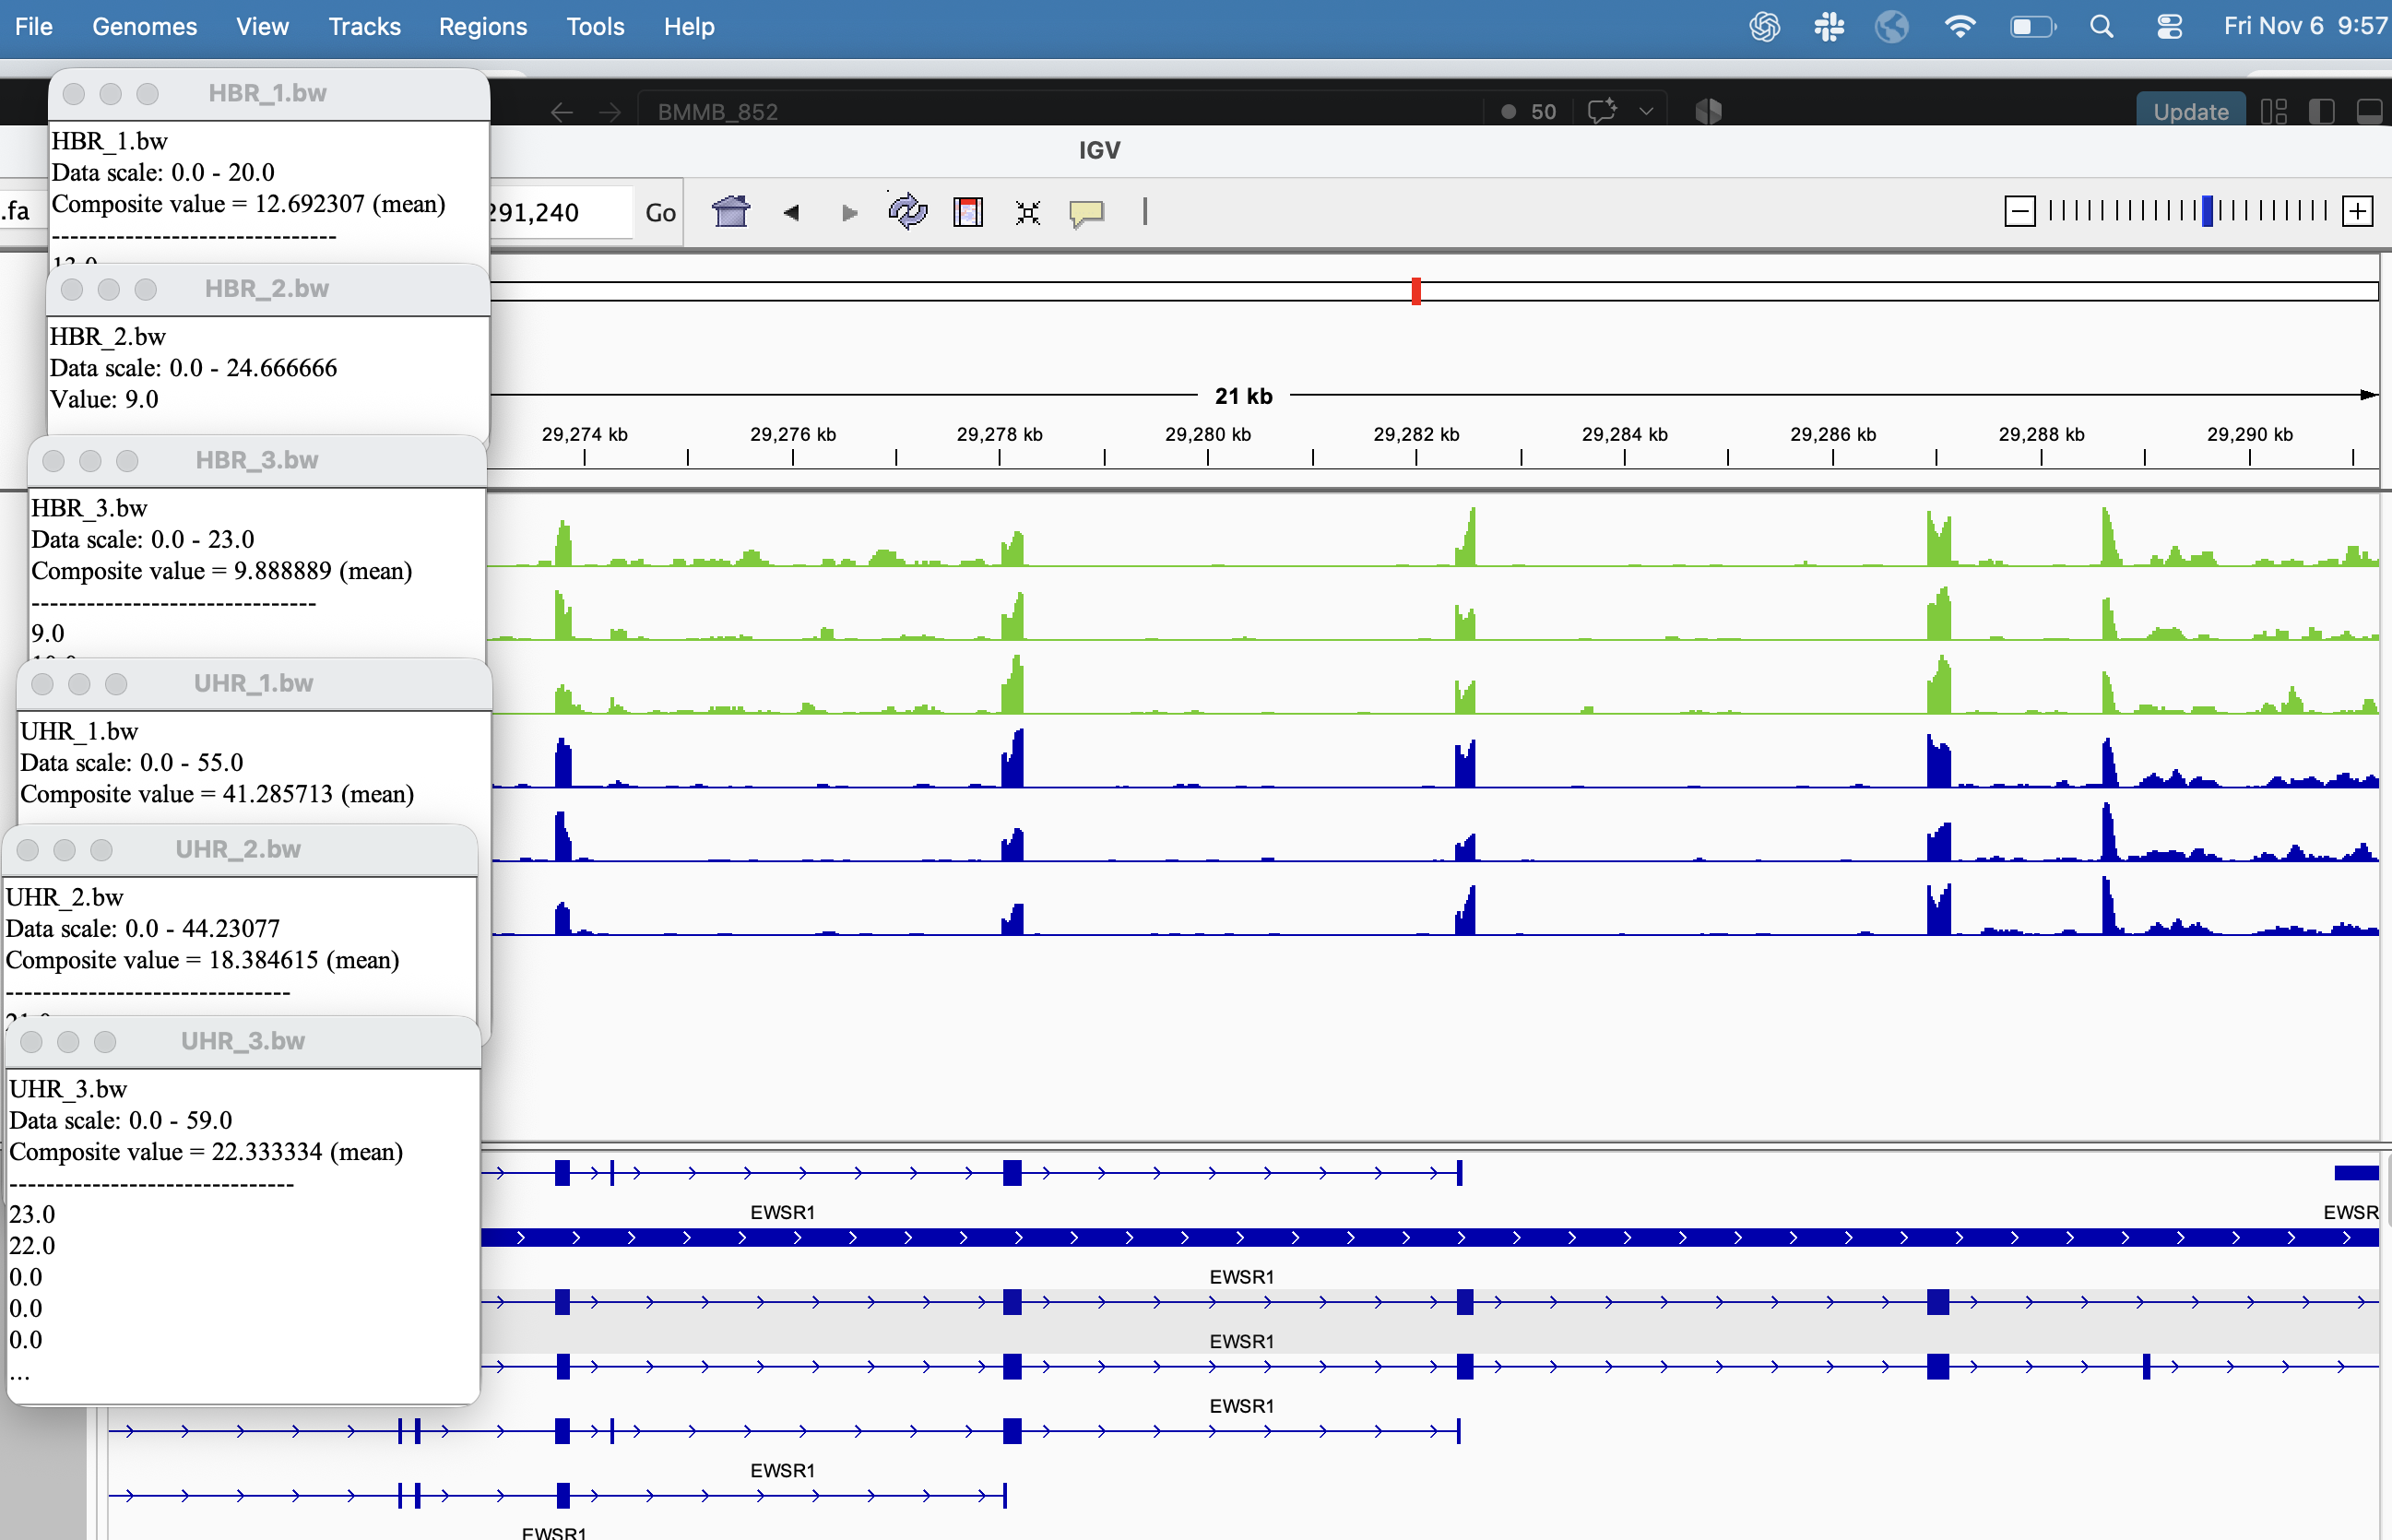 File Genomes View Tracks Regions Tools Help Fri Nov 6 9:57
BMMB_852 50 Update
IGV
.fa 291,240 Go
HBR_1.bw
HBR_1.bw
Data scale: 0.0 - 20.0
Composite value = 12.692307 (mean)
-------------------------------
HBR_2.bw
HBR_2.bw
Data scale: 0.0 - 24.666666
Value: 9.0
HBR_3.bw
HBR_3.bw
Data scale: 0.0 - 23.0
Composite value = 9.888889 (mean)
-------------------------------
9.0
UHR_1.bw
UHR_1.bw
Data scale: 0.0 - 55.0
Composite value = 41.285713 (mean)
UHR_2.bw
UHR_2.bw
Data scale: 0.0 - 44.23077
Composite value = 18.384615 (mean)
-------------------------------
UHR_3.bw
UHR_3.bw
Data scale: 0.0 - 59.0
Composite value = 22.333334 (mean)
-------------------------------
23.0
22.0
0.0
0.0
0.0
...
21 kb
29,274 kb 29,276 kb 29,278 kb 29,280 kb 29,282 kb 29,284 kb 29,286 kb 29,288 kb 29,290 kb
EWSR1 EWSR
EWSR1
EWSR1
EWSR1
EWSR1
EWSR1